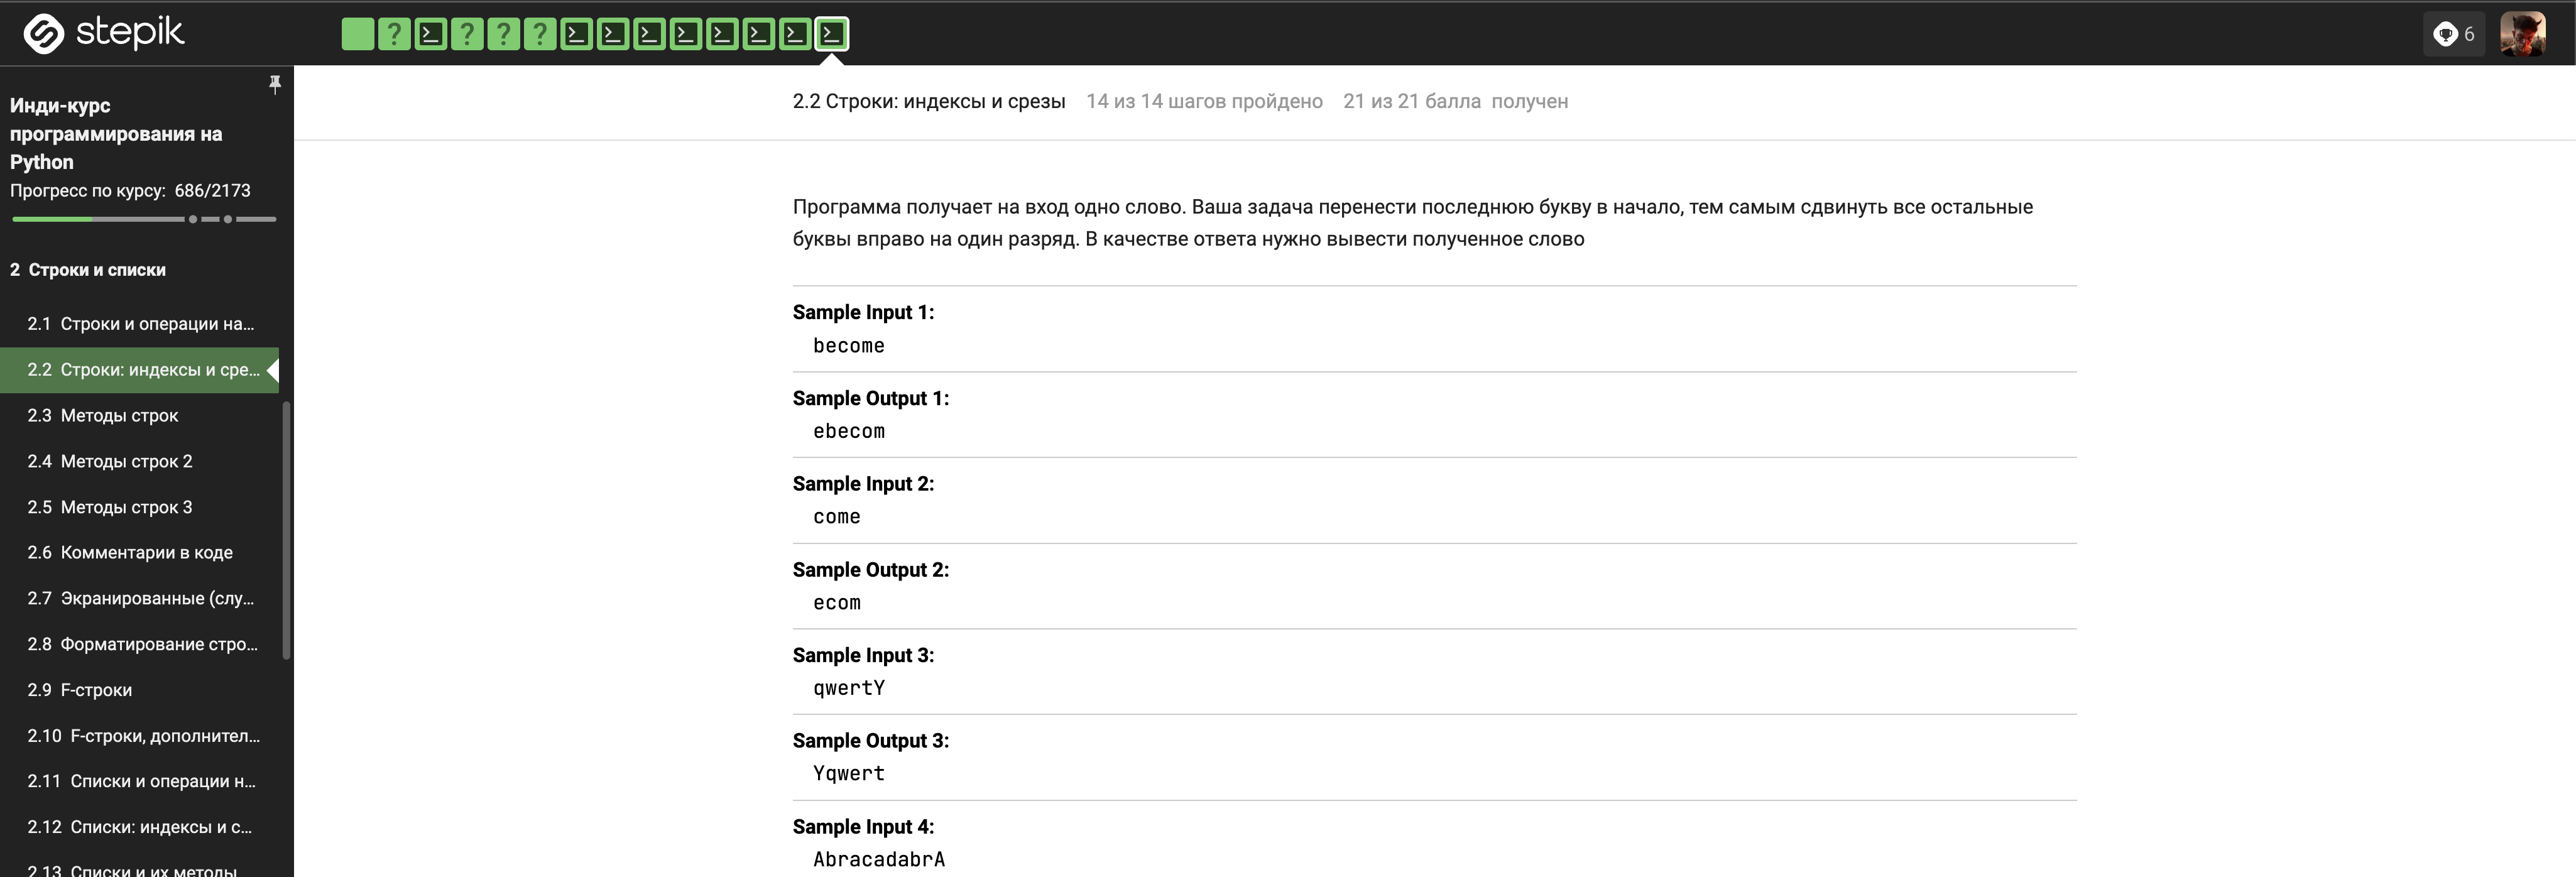 stepik
? ? ? ?
6
Инди-курс
программирования на
Python
Прогресс по курсу: 686/2173
2 Строки и списки
2.1 Строки и операции на...
2.2 Строки: индексы и сре...
2.3 Методы строк
2.4 Методы строк 2
2.5 Методы строк 3
2.6 Комментарии в коде
2.7 Экранированные (слу...
2.8 Форматирование стро...
2.9 F-строки
2.10 F-строки, дополнител...
2.11 Списки и операции н...
2.12 Списки: индексы и с...
2.13 Списки и их методы
2.2 Строки: индексы и срезы 14 из 14 шагов пройдено 21 из 21 балла получен
Программа получает на вход одно слово. Ваша задача перенести последнюю букву в начало, тем самым сдвинуть все остальные
буквы вправо на один разряд. В качестве ответа нужно вывести полученное слово
Sample Input 1:
become
Sample Output 1:
ebecom
Sample Input 2:
come
Sample Output 2:
ecom
Sample Input 3:
qwertY
Sample Output 3:
Yqwert
Sample Input 4:
AbracadabrA